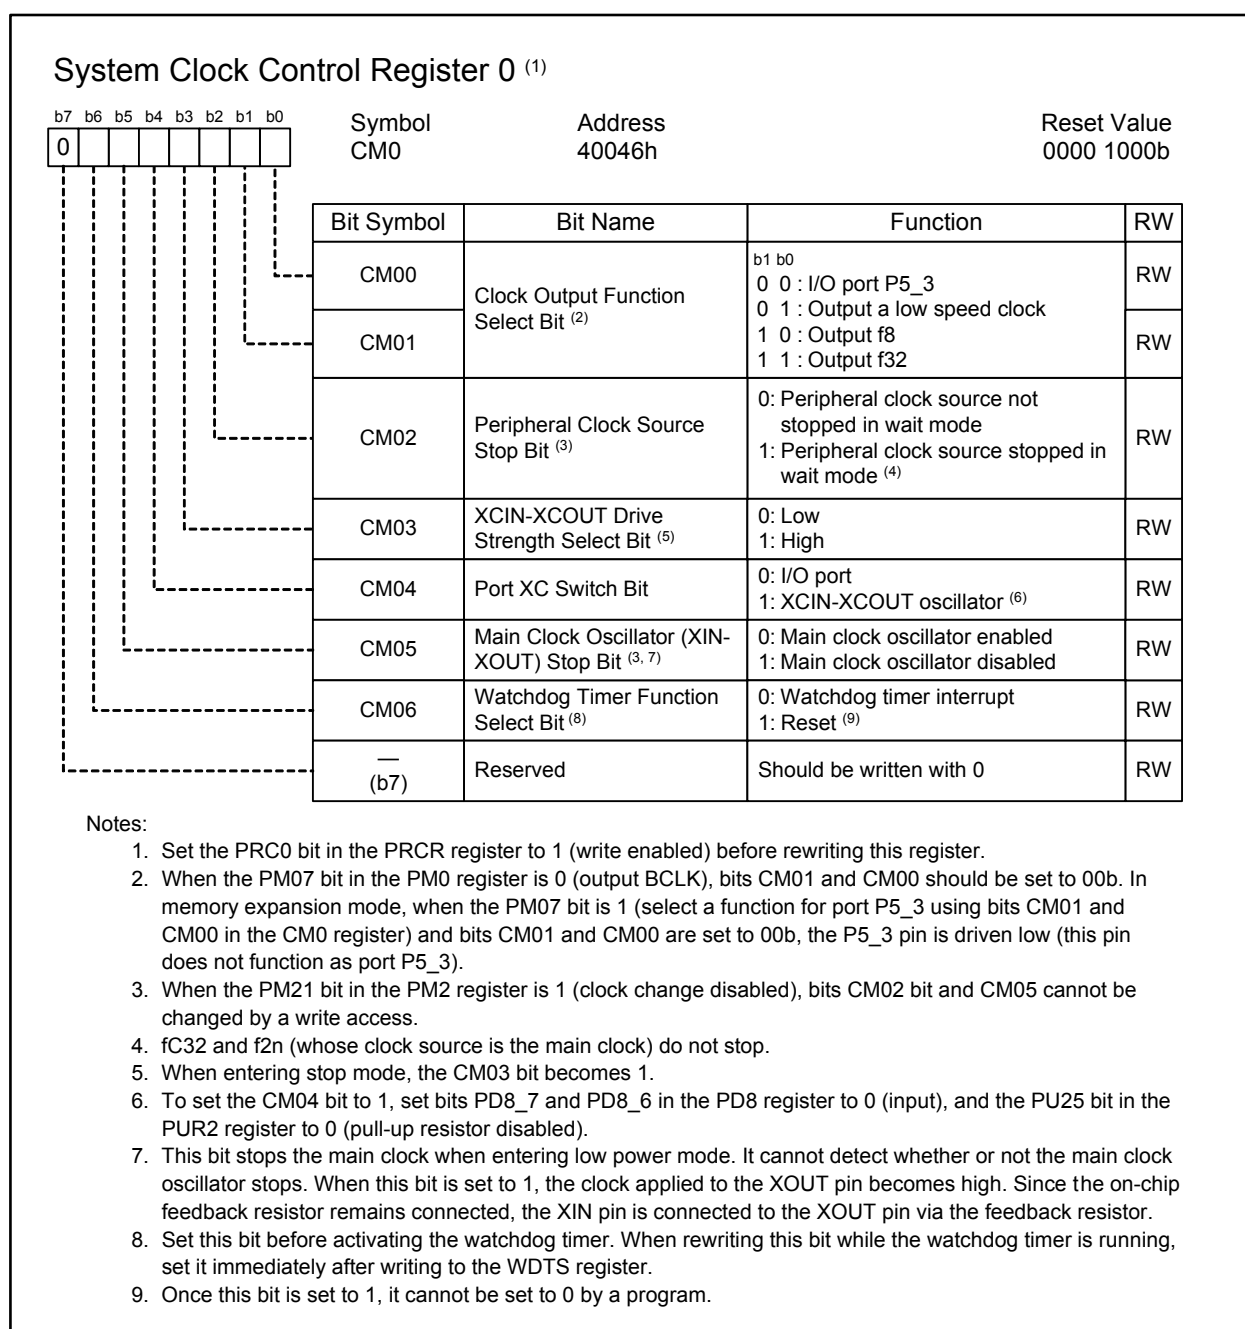 System Clock Control Register 0 (1)
b7 b6 b5 b4 b3 b2 b1 b0
0
Symbol Address Reset Value
CM0 40046h 0000 1000b
Bit Symbol Bit Name Function RW
CM00
CM01
Clock Output Function
Select Bit (2)
b1 b0
0 0 : I/O port P5_3
0 1 : Output a low speed clock
1 0 : Output f8
1 1 : Output f32
RW
RW
CM02
Peripheral Clock Source
Stop Bit (3)
0: Peripheral clock source not
stopped in wait mode
1: Peripheral clock source stopped in
wait mode (4)
RW
CM03
XCIN-XCOUT Drive
Strength Select Bit (5)
0: Low
1: High
RW
CM04
Port XC Switch Bit
0: I/O port
1: XCIN-XCOUT oscillator (6)
RW
CM05
Main Clock Oscillator (XIN-
XOUT) Stop Bit (3, 7)
0: Main clock oscillator enabled
1: Main clock oscillator disabled
RW
CM06
Watchdog Timer Function
Select Bit (8)
0: Watchdog timer interrupt
1: Reset (9)
RW
—
(b7)
Reserved
Should be written with 0
RW
Notes:
1. Set the PRC0 bit in the PRCR register to 1 (write enabled) before rewriting this register.
2. When the PM07 bit in the PM0 register is 0 (output BCLK), bits CM01 and CM00 should be set to 00b. In
memory expansion mode, when the PM07 bit is 1 (select a function for port P5_3 using bits CM01 and
CM00 in the CM0 register) and bits CM01 and CM00 are set to 00b, the P5_3 pin is driven low (this pin
does not function as port P5_3).
3. When the PM21 bit in the PM2 register is 1 (clock change disabled), bits CM02 bit and CM05 cannot be
changed by a write access.
4. fC32 and f2n (whose clock source is the main clock) do not stop.
5. When entering stop mode, the CM03 bit becomes 1.
6. To set the CM04 bit to 1, set bits PD8_7 and PD8_6 in the PD8 register to 0 (input), and the PU25 bit in the
PUR2 register to 0 (pull-up resistor disabled).
7. This bit stops the main clock when entering low power mode. It cannot detect whether or not the main clock
oscillator stops. When this bit is set to 1, the clock applied to the XOUT pin becomes high. Since the on-chip
feedback resistor remains connected, the XIN pin is connected to the XOUT pin via the feedback resistor.
8. Set this bit before activating the watchdog timer. When rewriting this bit while the watchdog timer is running,
set it immediately after writing to the WDTS register.
9. Once this bit is set to 1, it cannot be set to 0 by a program.